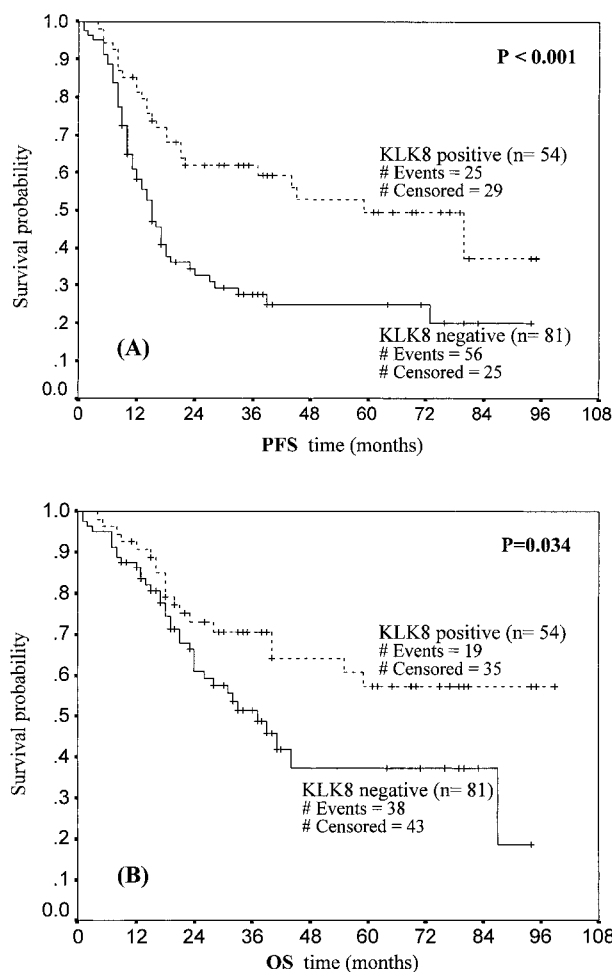 1.0
.9
.8
.7
.6
.5
.4
.3
.2
.1
0.0
Survival probability
P < 0.001
KLK8 positive (n= 54)
# Events = 25
# Censored = 29
KLK8 negative (n= 81)
# Events = 56
# Censored = 25
(A)
0 12 24 36 48 60 72 84 96 108
PFS time (months)
1.0
.9
.8
.7
.6
.5
.4
.3
.2
.1
0.0
Survival probability
P=0.034
KLK8 positive (n= 54)
# Events = 19
# Censored = 35
KLK8 negative (n= 81)
# Events = 38
# Censored = 43
(B)
0 12 24 36 48 60 72 84 96 108
OS time (months)